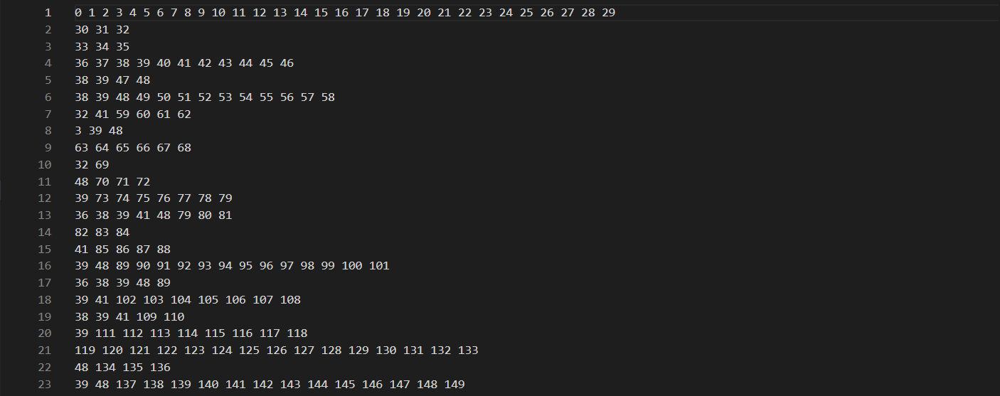 1 0 1 2 3 4 5 6 7 8 9 10 11 12 13 14 15 16 17 18 19 20 21 22 23 24 25 26 27 28 29
2 30 31 32
3 33 34 35
4 36 37 38 39 40 41 42 43 44 45 46
5 38 39 47 48
6 38 39 48 49 50 51 52 53 54 55 56 57 58
7 32 41 59 60 61 62
8 3 39 48
9 63 64 65 66 67 68
10 32 69
11 48 70 71 72
12 39 73 74 75 76 77 78 79
13 36 38 39 41 48 79 80 81
14 82 83 84
15 41 85 86 87 88
16 39 48 89 90 91 92 93 94 95 96 97 98 99 100 101
17 36 38 39 48 89
18 39 41 102 103 104 105 106 107 108
19 38 39 41 109 110
20 39 111 112 113 114 115 116 117 118
21 119 120 121 122 123 124 125 126 127 128 129 130 131 132 133
22 48 134 135 136
23 39 48 137 138 139 140 141 142 143 144 145 146 147 148 149